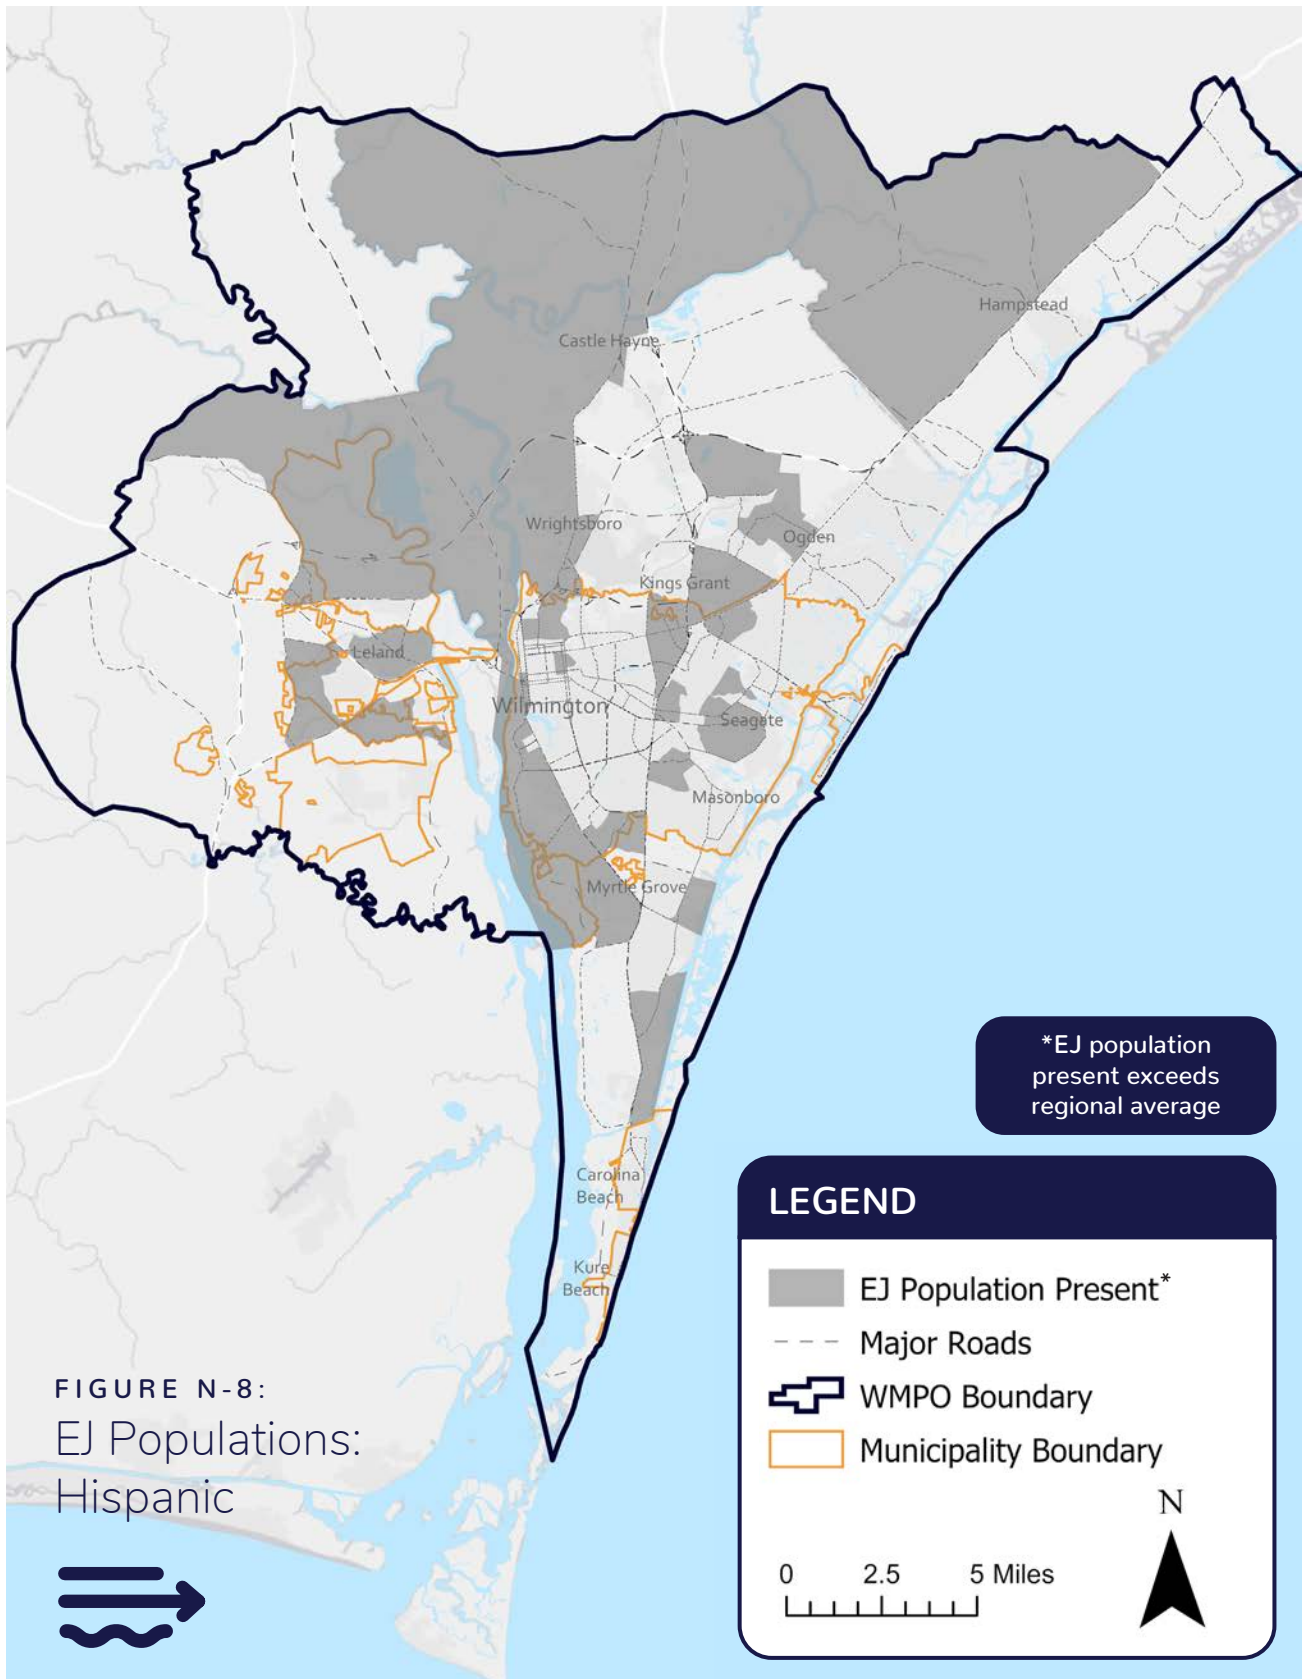 Hampstead
Castle Hayne
Wrightsboro
Ogden
Kings Grant
Leland
Wilmington
Seagate
Masonboro
Myrtle Grove
*EJ population
present exceeds
regional average
Carolina
Beach
Kure
Beach
LEGEND
EJ Population Present*
Major Roads
WMPO Boundary
Municipality Boundary
N
0 2.5 5 Miles
FIGURE N-8:
EJ Populations:
Hispanic